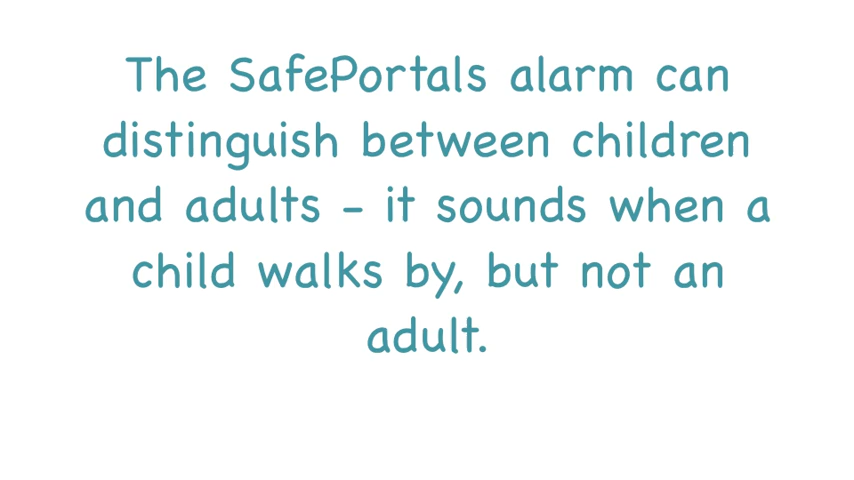 The SafePortals alarm can
distinguish between children
and adults - it sounds when a
child walks by, but not an
adult.